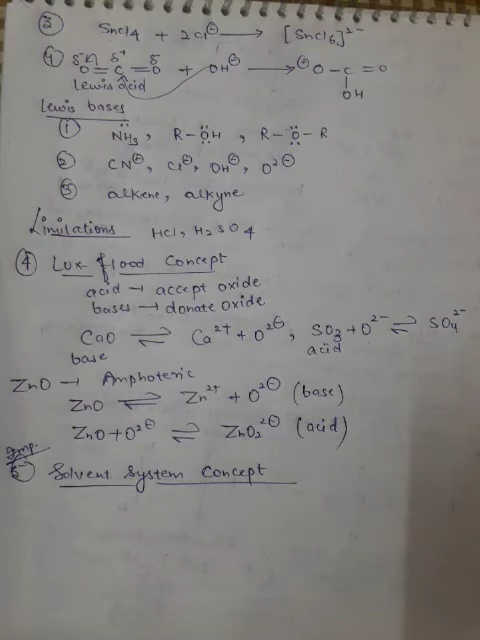 ③ SnCl4 + 2Cl⊖ ⟶ [SnCl6]²⁻
④ δ⁻ δ⁺ δ⁻
O=C=O + OH⊖ ⟶ ⊖O-C=O
OH
Lewis acid
Lewis bases
① N̈H3, R-ÖH, R-Ö-R
② CN⊖, Cl⊖, OH⊖, O²⊖
③ alkene, alkyne
Limitations HCl, H2SO4
④ Lux-flood Concept
acid → accept oxide
bases → donate oxide
CaO ⇌ Ca²⁺ + O²⊖, SO3 + O²⁻ ⇌ SO4²⁻
base acid
ZnO → Amphoteric
ZnO ⇌ Zn²⁺ + O²⊖ (base)
ZnO + O²⊖ ⇌ ZnO2²⊖ (acid)
Imp.
⑤ Solvent System Concept